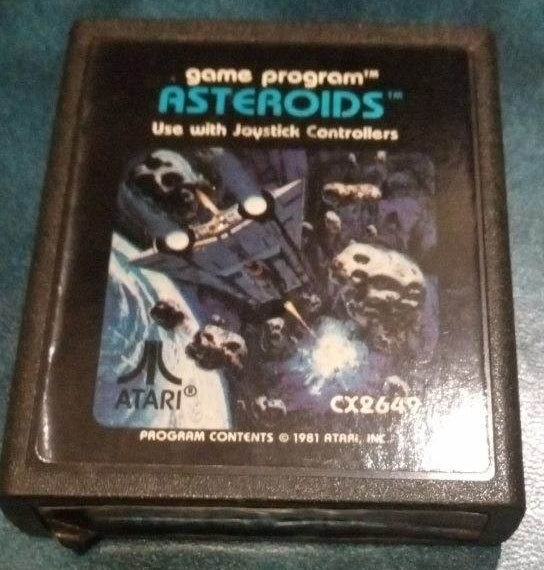 game program™
ASTEROIDS™
Use with Joystick Controllers
ATARI®
CX2649
PROGRAM CONTENTS © 1981 ATARI, INC.